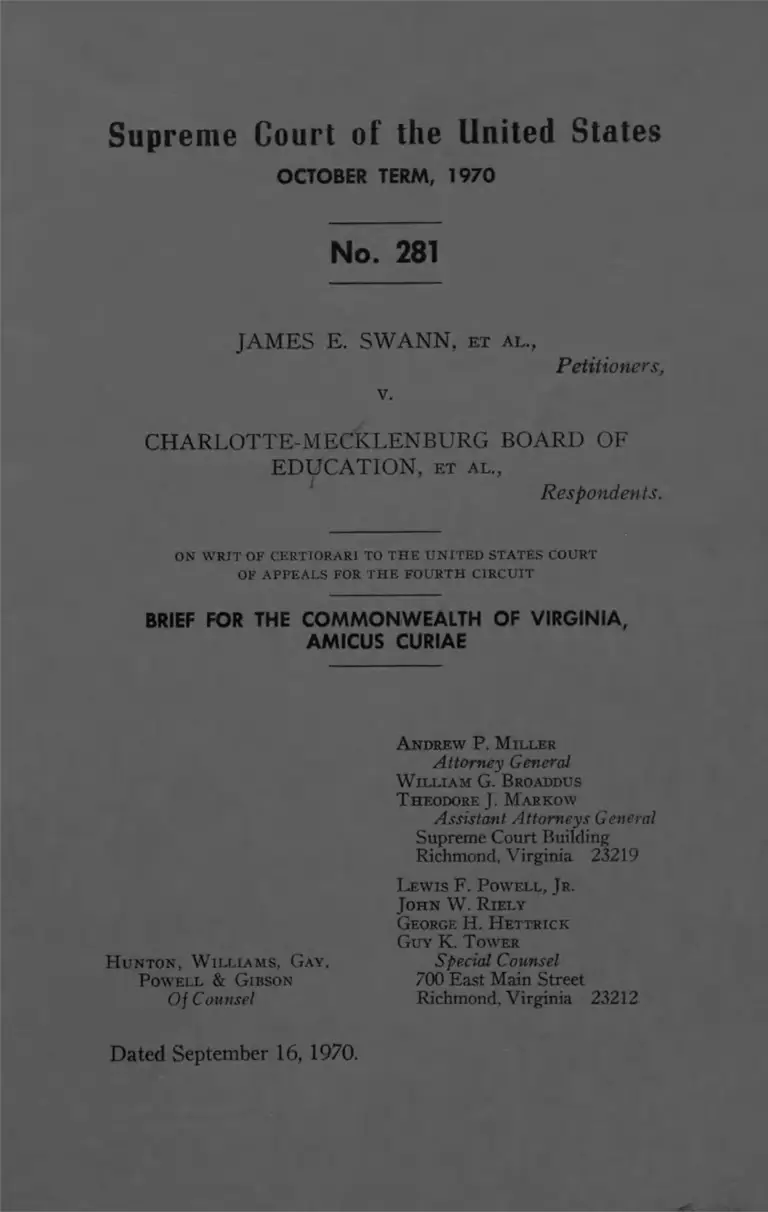 Supreme Court of the United States
OCTOBER TERM, 1970
No. 281
JAMES E. SWANN, ET AL.,
Petitioners,
v.
CHARLOTTE-MECKLENBURG BOARD OF
EDUCATION, ET AL.,
Respondents.
ON WRIT OF CERTIORARI TO THE UNITED STATES COURT
OF APPEALS FOR THE FOURTH CIRCUIT
BRIEF FOR THE COMMONWEALTH OF VIRGINIA,
AMICUS CURIAE
ANDREW P. MILLER
Attorney General
WILLIAM G. BROADDUS
THEODORE J. MARKOW
Assistant Attorneys General
Supreme Court Building
Richmond, Virginia 23219
LEWIS F. POWELL, JR.
JOHN W. RIELY
GEORGE H. HETTRICK
GUY K. TOWER
Special Counsel
700 East Main Street
Richmond, Virginia 23212
HUNTON, WILLIAMS, GAY,
POWELL & GIBSON
Of Counsel
Dated September 16, 1970.